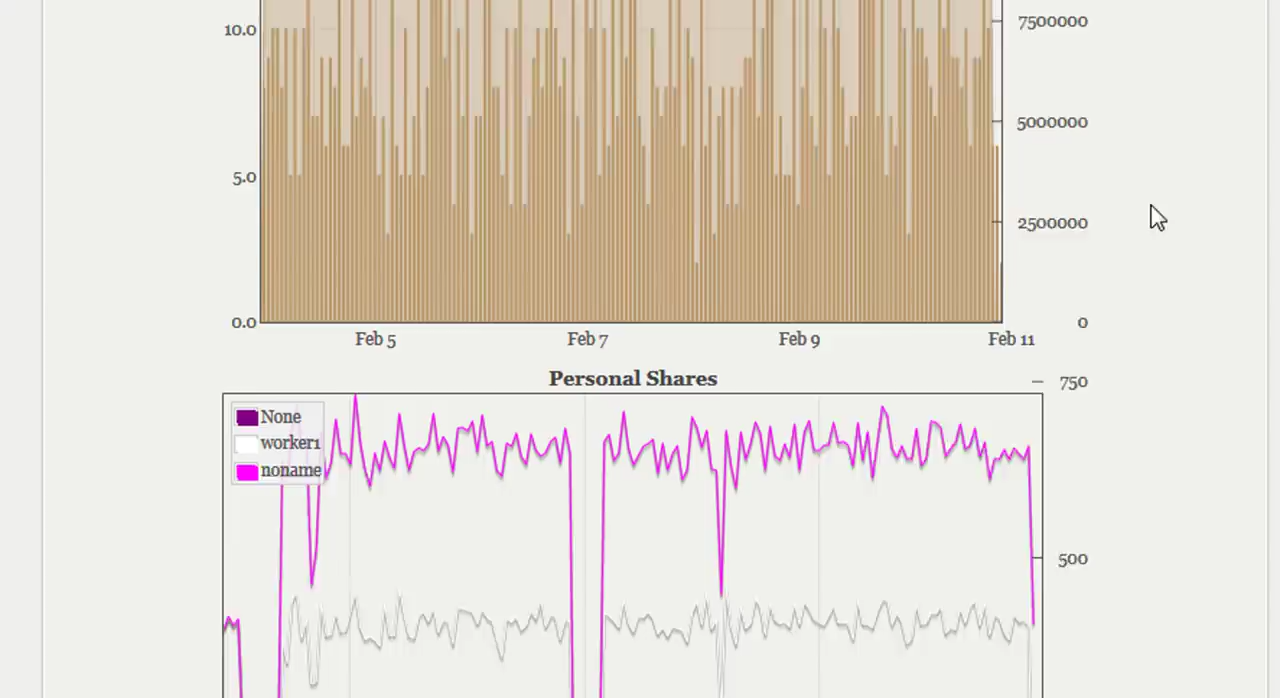 10.0
7500000
5000000
5.0
2500000
0.0
0
Feb 5
Feb 7
Feb 9
Feb 11
Personal Shares
750
None
worker1
noname
500